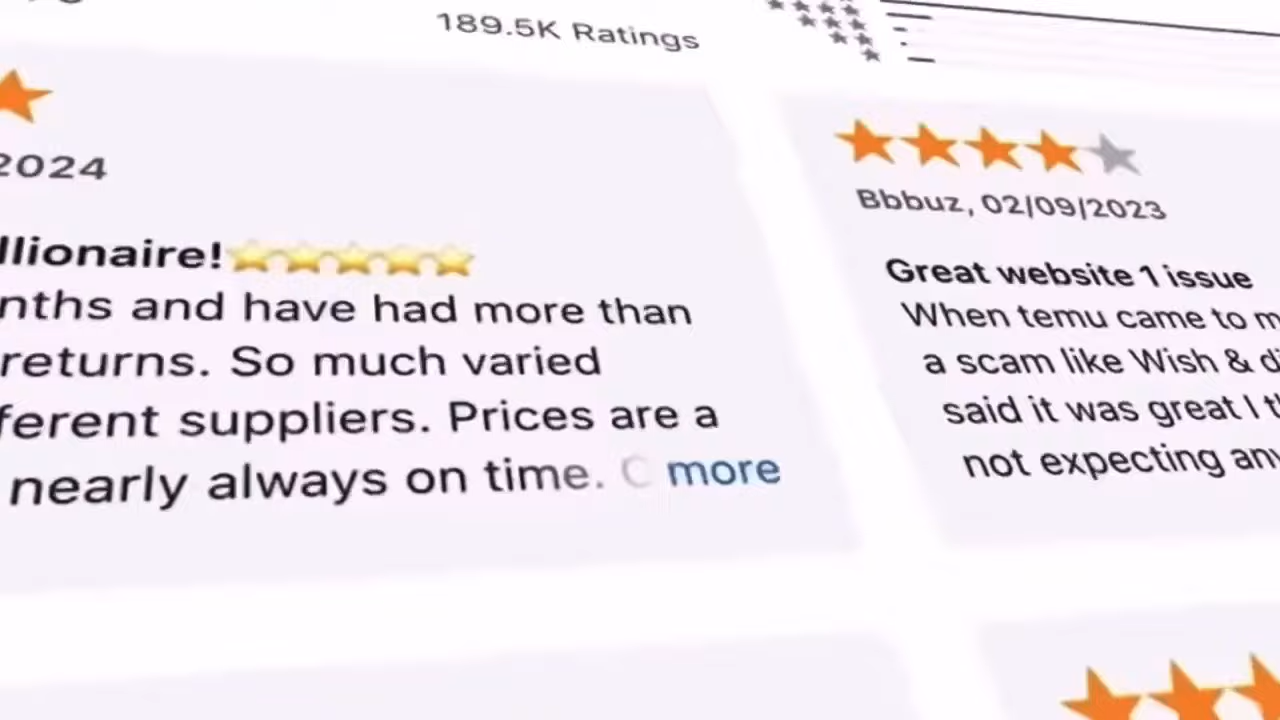 189.5K Ratings
2024
llionaire!
nths and have had more than
returns. So much varied
ferent suppliers. Prices are a
nearly always on time. more
Bbbuz, 02/09/2023
Great website 1 issue
When temu came to m
a scam like Wish & di
said it was great I t
not expecting an